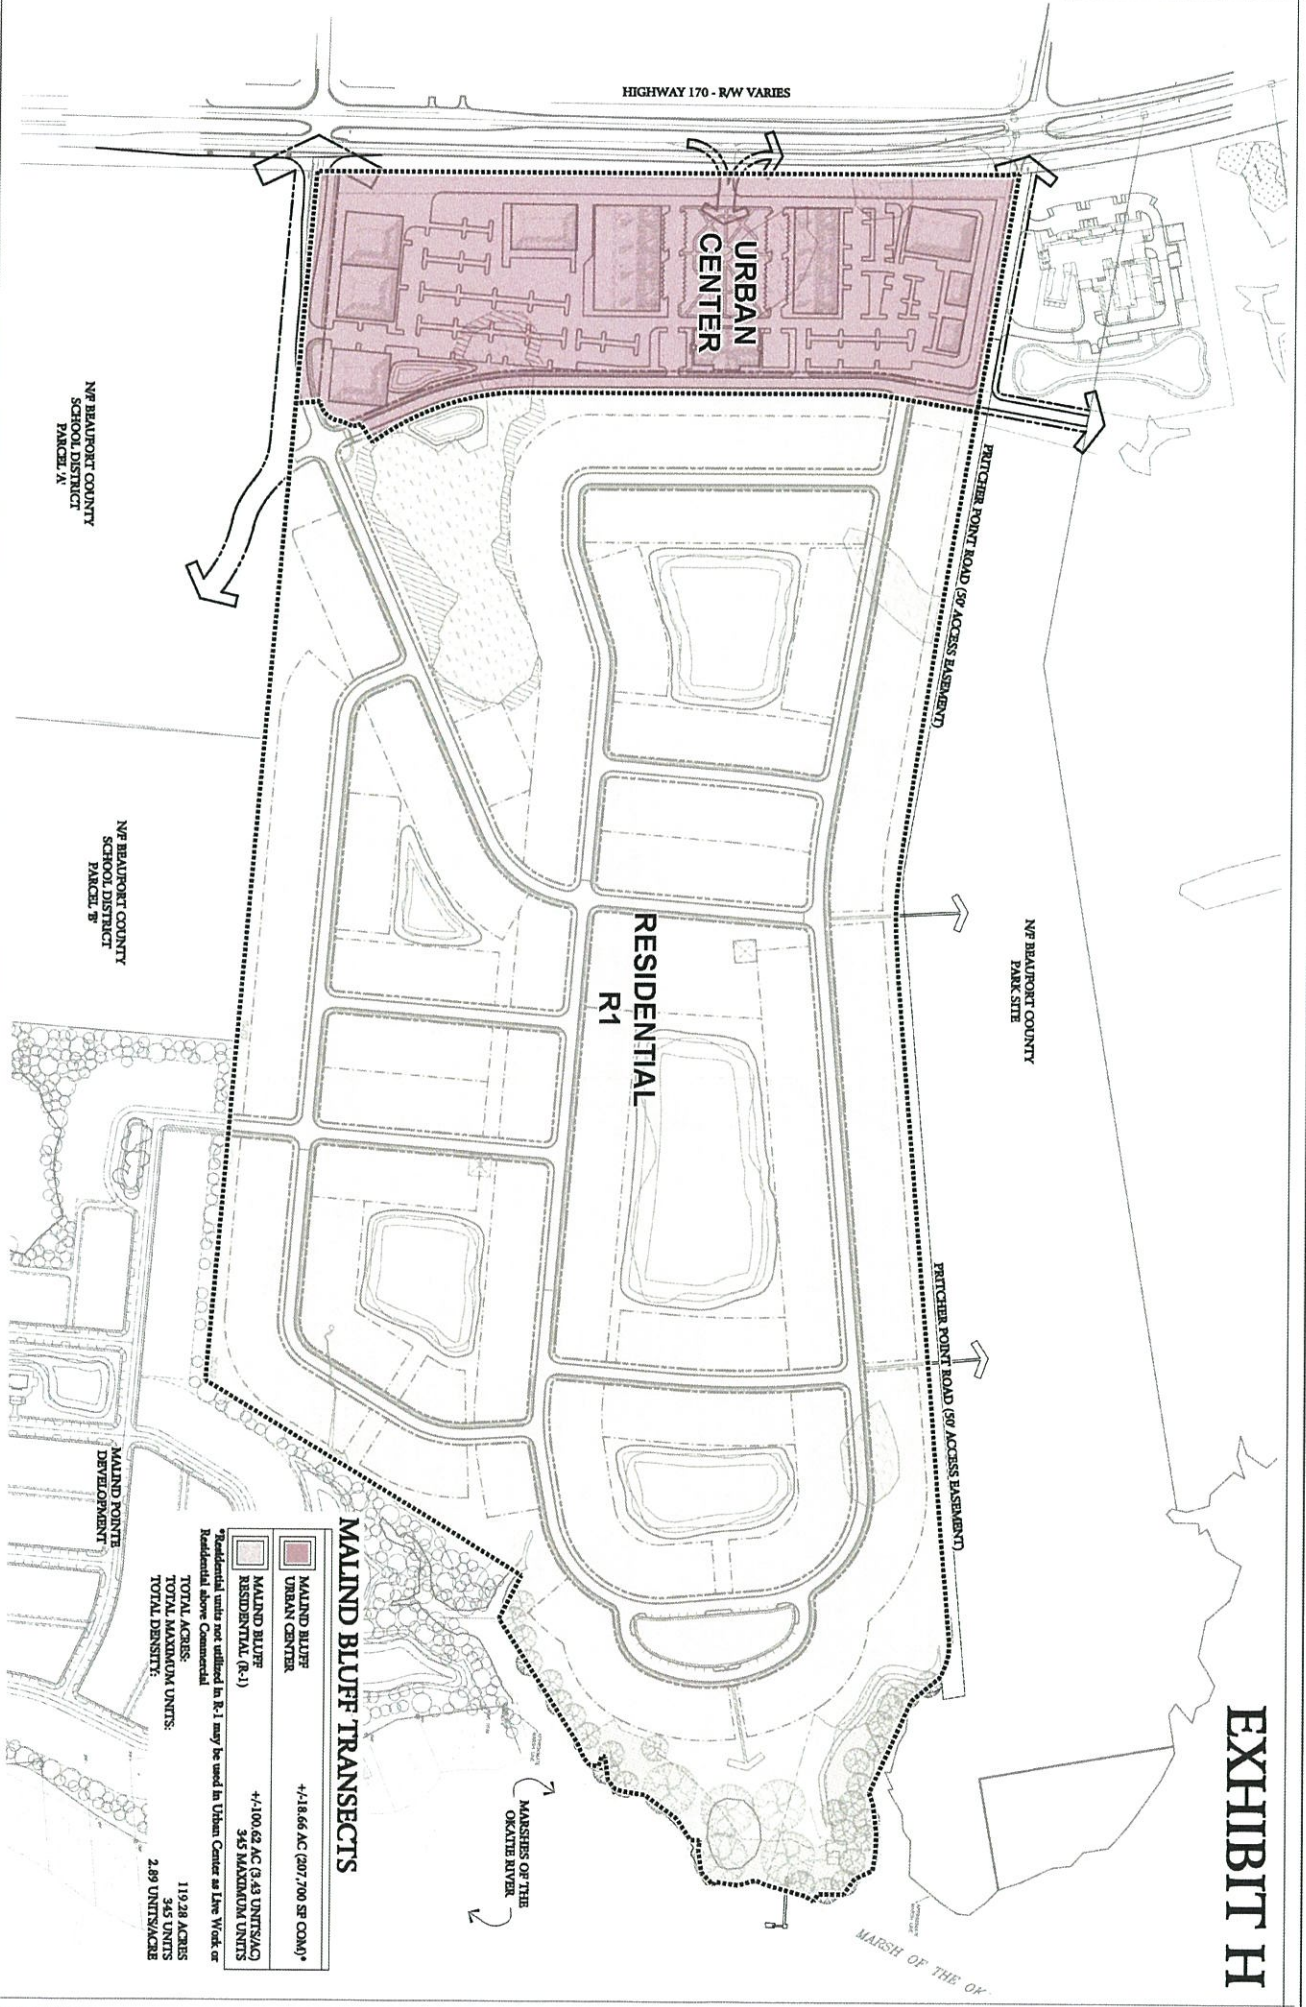 EXHIBIT H
HIGHWAY 170 - R/W VARIES
URBAN
CENTER
PRITCHER POINT ROAD (50' ACCESS EASEMENT)
N/F BEAUFORT COUNTY
PARK SITE
PRITCHER POINT ROAD (50' ACCESS EASEMENT)
RESIDENTIAL
R1
N/F BEAUFORT COUNTY
SCHOOL DISTRICT
PARCEL 'A'
N/F BEAUFORT COUNTY
SCHOOL DISTRICT
PARCEL 'B'
MALIND POINTE
DEVELOPMENT
MARSHES OF THE
OKATIE RIVER
MARSH OF THE OK
MALIND BLUFF TRANSECTS
MALIND BLUFF
URBAN CENTER
+/-18.66 AC (207,700 SF COM)*
MALIND BLUFF
RESIDENTIAL (R-1)
+/-100.62 AC (3.43 UNITS/AC)
345 MAXIMUM UNITS
*Residential units not utilized in R-1 may be used in Urban Center as Live Work or
Residential above Commercial
TOTAL ACRES: 119.28 ACRES
TOTAL MAXIMUM UNITS: 345 UNITS
TOTAL DENSITY: 2.89 UNITS/ACRE